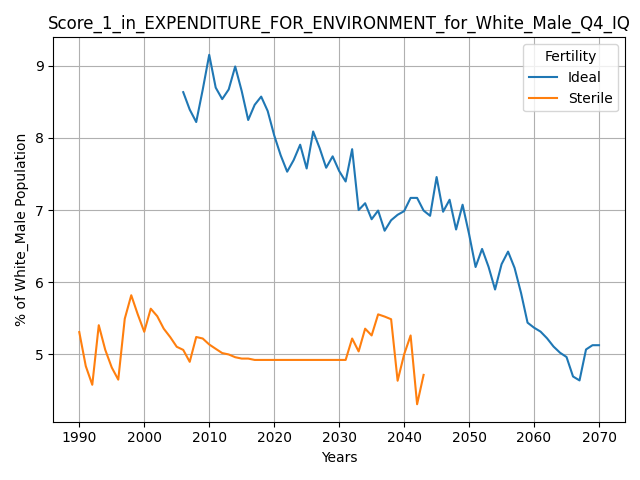 Score_1_in_EXPENDITURE_FOR_ENVIRONMENT_for_White_Male_Q4_IQ
Fertility
Ideal
Sterile
% of White_Male Population
9
8
7
6
5
1990 2000 2010 2020 2030 2040 2050 2060 2070
Years